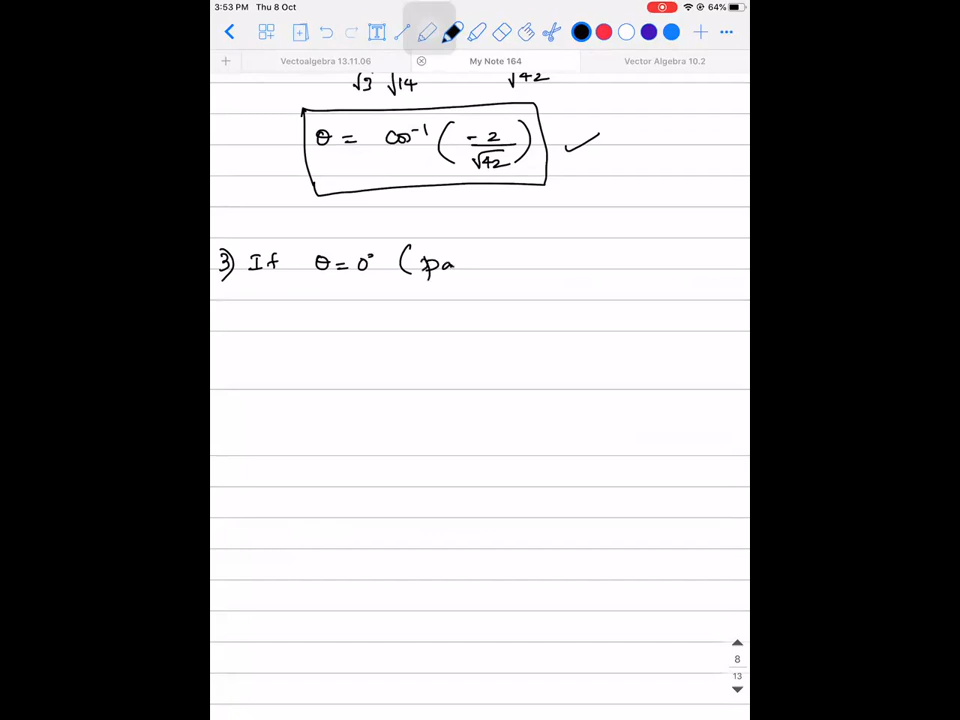 3:53 PM Thu 8 Oct 64%
Vectoalgebra 13.11.06 My Note 164 Vector Algebra 10.2
√3 √14 √42
θ = cos⁻¹ ( -2 / √42 ) ✓
3) If θ = 0° ( pa
8
13